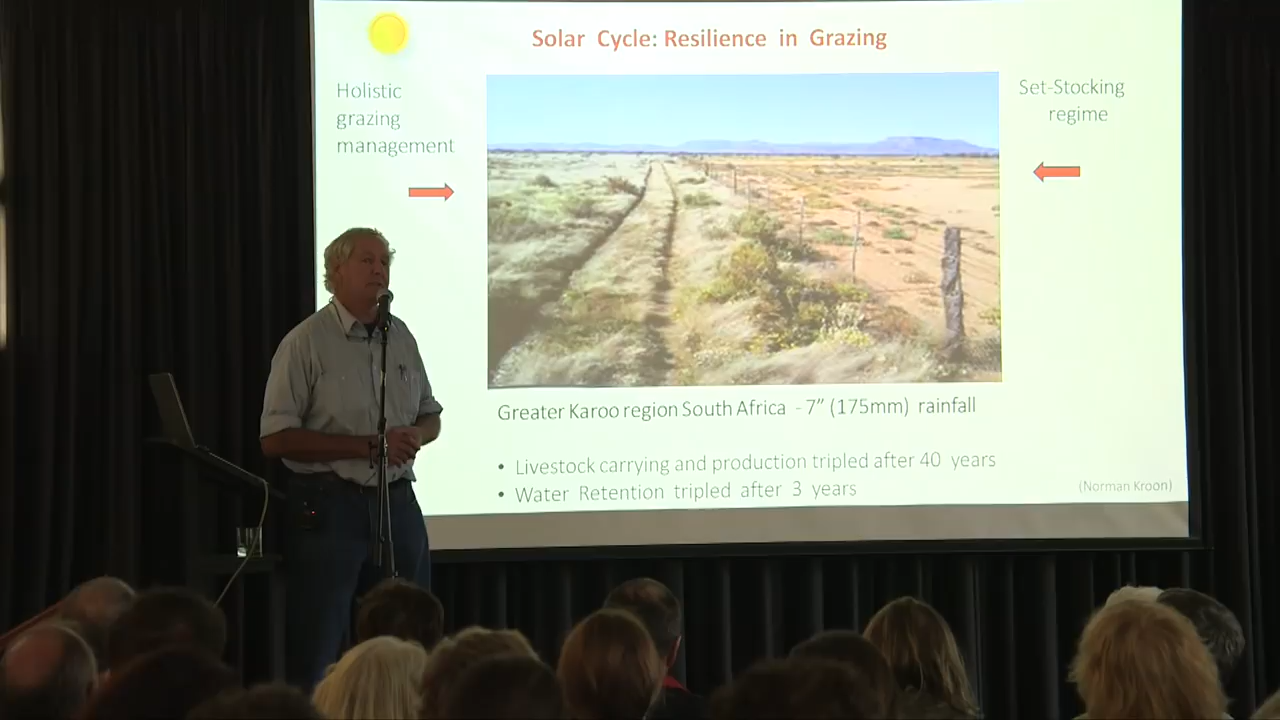 Solar Cycle: Resilience in Grazing
Holistic
grazing
management
Set-Stocking
regime
Greater Karoo region South Africa - 7” (175mm) rainfall
• Livestock carrying and production tripled after 40 years
• Water Retention tripled after 3 years
(Norman Kroon)